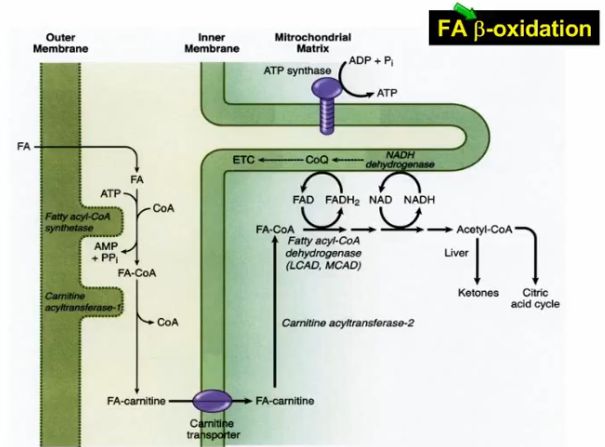 FA β-oxidation
Outer
Membrane
Inner
Membrane
Mitochondrial
Matrix
ADP + Pi
ATP synthase
ATP
ETC
CoQ
NADH
dehydrogenase
FA
FA
ATP
CoA
Fatty acyl-CoA
synthetase
AMP
+ PPi
FA-CoA
Carnitine
acyltransferase-1
CoA
FA-carnitine
Carnitine
transporter
FA-carnitine
Carnitine acyltransferase-2
FAD
FADH2
NAD
NADH
FA-CoA
Fatty acyl-CoA
dehydrogenase
(LCAD, MCAD)
Acetyl-CoA
Liver
Ketones
Citric
acid cycle